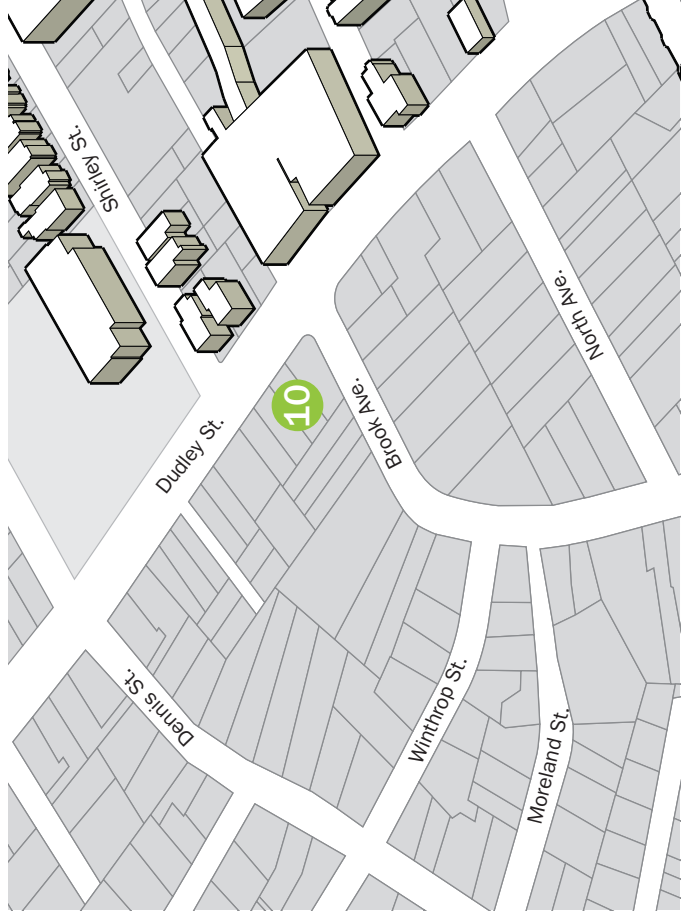 Shirley St.
North Ave.
10
Brook Ave.
Dudley St.
Dennis St.
Winthrop St.
Moreland St.